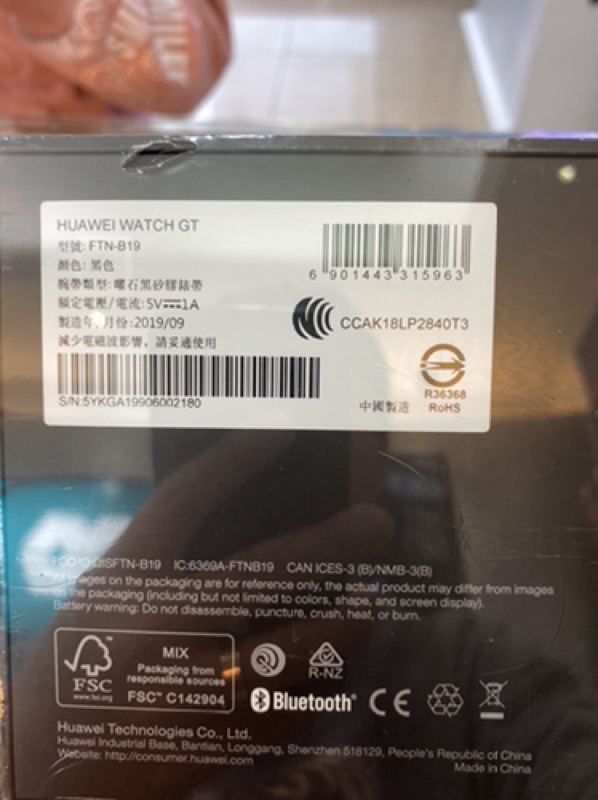 HUAWEI WATCH GT
型號: FTN-B19
顏色: 黑色
腕帶類型: 曜石黑矽膠錶帶
額定電壓/電流: 5V⎓1A
製造年 月份: 2019/09
減少電磁波影響，請妥適使用
S/N:5YKGA19906002180
6 901443 315963
CCAK18LP2840T3
中國製造
R36368
RoHS
QISFTN-B19 IC:6369A-FTNB19 CAN ICES-3 (B)/NMB-3(B)
All images on the packaging are for reference only, the actual product may differ from images
on the packaging (including but not limited to colors, shape, and screen display).
Battery warning: Do not disassemble, puncture, crush, heat, or burn.
FSC™
www.fsc.org
MIX
Packaging from
responsible sources
FSC™ C142904
R-NZ
Bluetooth®
CE
Huawei Technologies Co., Ltd.
Huawei Industrial Base, Bantian, Longgang, Shenzhen 518129, People's Republic of China
Website: http://consumer.huawei.com
Made in China